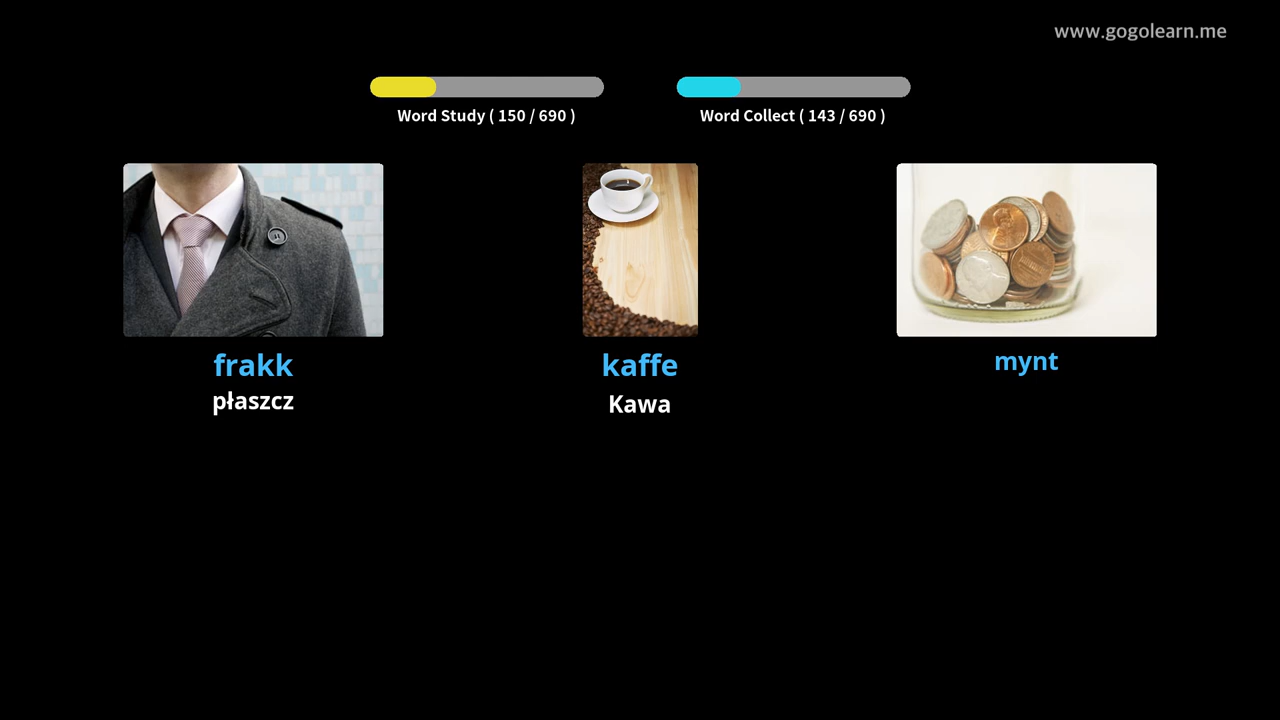 www.gogolearn.me
Word Study ( 150 / 690 )
Word Collect ( 143 / 690 )
frakk
płaszcz
kaffe
Kawa
mynt